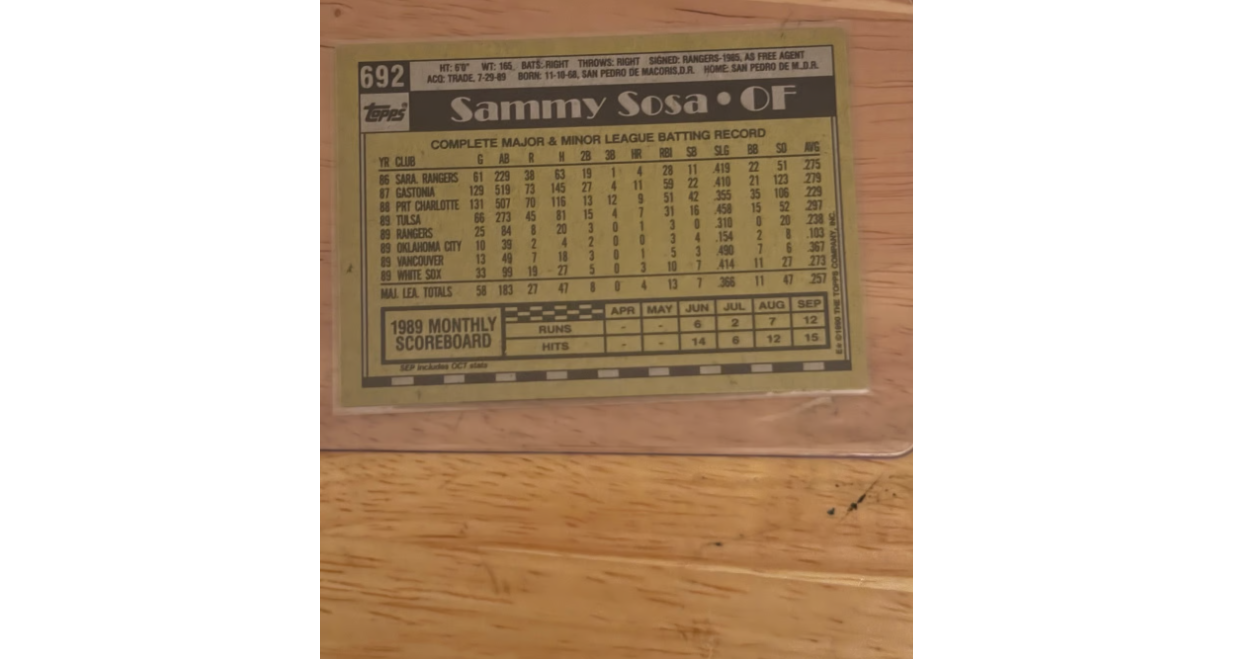 692
HT: 6'0" WT: 165 BATS: RIGHT THROWS: RIGHT SIGNED: RANGERS-1985, AS FREE AGENT
ACQ: TRADE, 7-29-89 BORN: 11-10-68, SAN PEDRO DE MACORIS, D.R. HOME: SAN PEDRO DE M., D.R.
Topps
Sammy Sosa • OF
COMPLETE MAJOR & MINOR LEAGUE BATTING RECORD
YR CLUB G AB R H 2B 3B HR RBI SB SLG BB SO AVG
86 SARA. RANGERS 61 229 38 63 19 1 4 28 11 .419 22 51 .275
87 GASTONIA 129 519 73 145 27 4 11 59 22 .410 21 123 .279
88 PRT CHARLOTTE 131 507 70 116 13 12 9 51 42 .355 35 106 .229
89 TULSA 66 273 45 81 15 4 7 31 16 .458 15 52 .297
89 RANGERS 25 84 8 20 3 0 1 3 0 .310 0 20 .238
89 OKLAHOMA CITY 10 39 2 4 2 0 0 3 4 .154 2 8 .103
89 VANCOUVER 13 49 7 18 3 0 1 5 3 .490 7 6 .367
89 WHITE SOX 33 99 19 27 5 0 3 10 7 .414 11 27 .273
MAJ. LEA. TOTALS 58 183 27 47 8 0 4 13 7 .366 11 47 .257
1989 MONTHLY
SCOREBOARD
APR MAY JUN JUL AUG SEP
RUNS - - 6 2 7 12
HITS - - 14 6 12 15
SEP includes OCT stats
©1990 THE TOPPS COMPANY, INC.